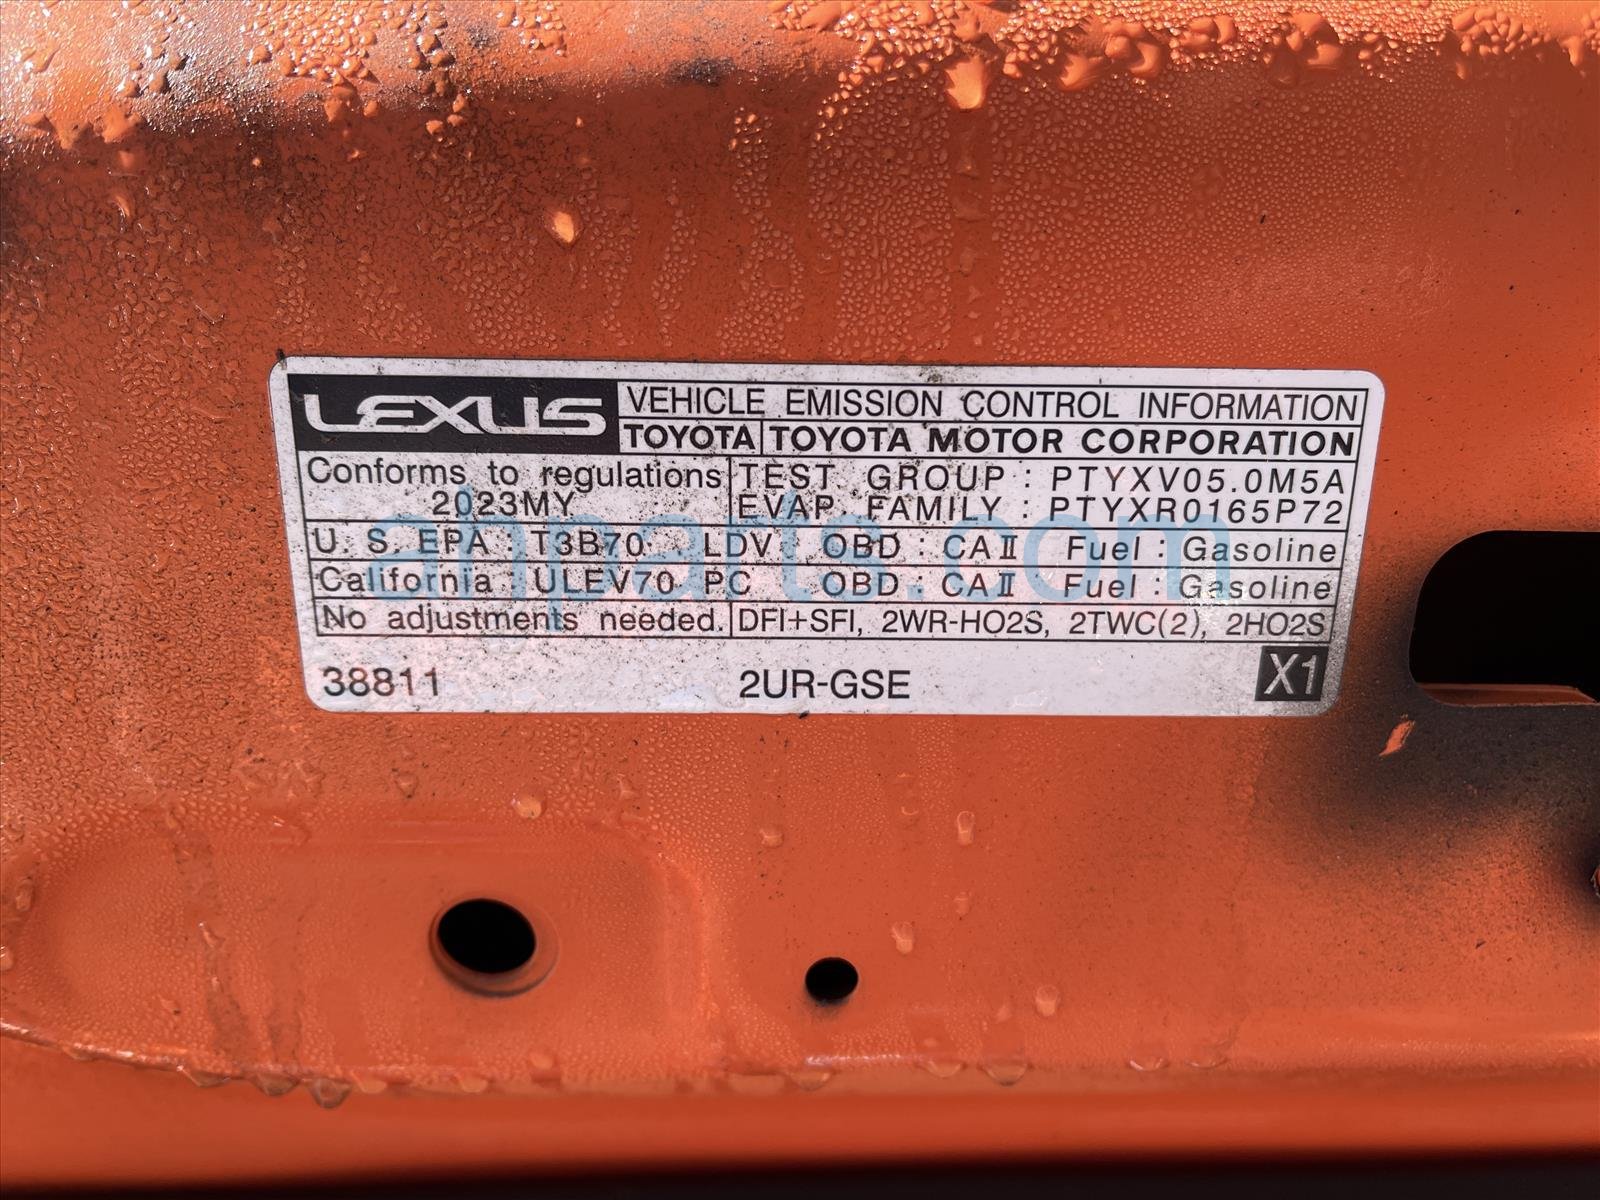 LEXUS VEHICLE EMISSION CONTROL INFORMATION
TOYOTA TOYOTA MOTOR CORPORATION
Conforms to regulations TEST GROUP : PTYXV05.0M5A
2023MY EVAP. FAMILY : PTYXR0165P72
U. S. EPA : T3B70 LDV OBD : CAⅡ Fuel : Gasoline
California : ULEV70 PC OBD : CAⅡ Fuel : Gasoline
No adjustments needed. DFI+SFI, 2WR-HO2S, 2TWC(2), 2HO2S
38811 2UR-GSE X1
ahparts.com